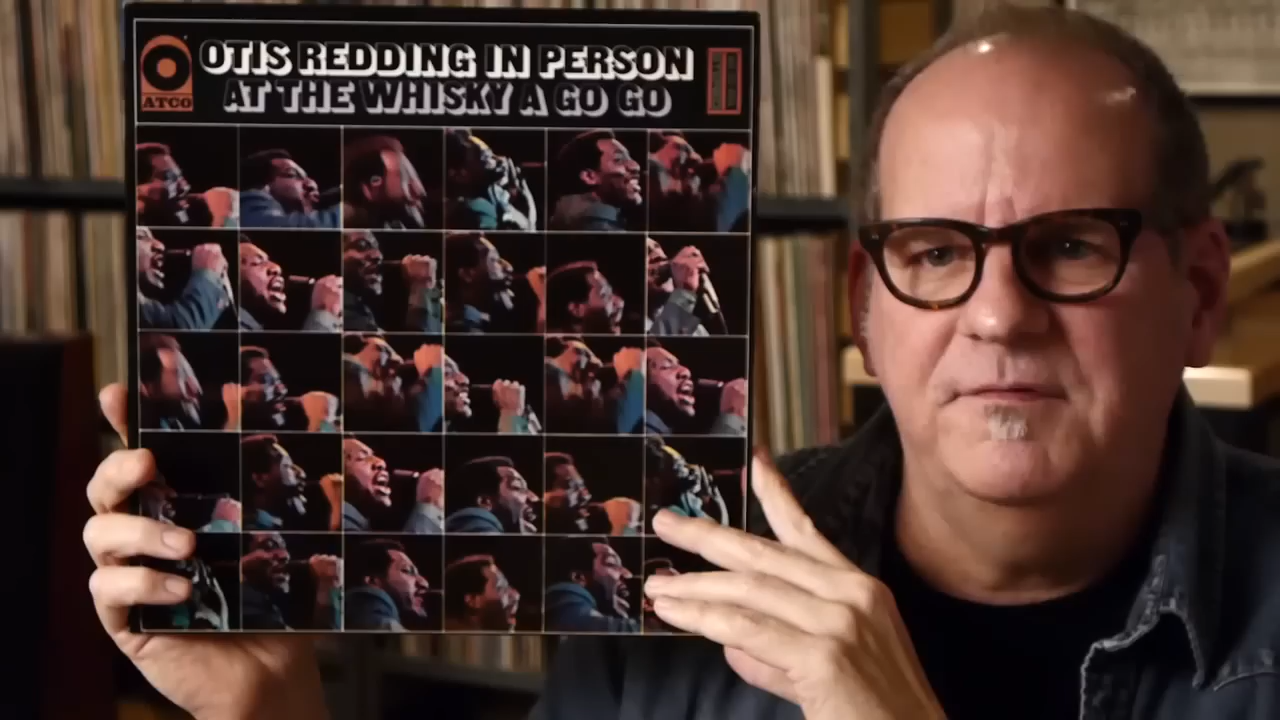 OTIS REDDING IN PERSON
AT THE WHISKY A GO GO
ATCO